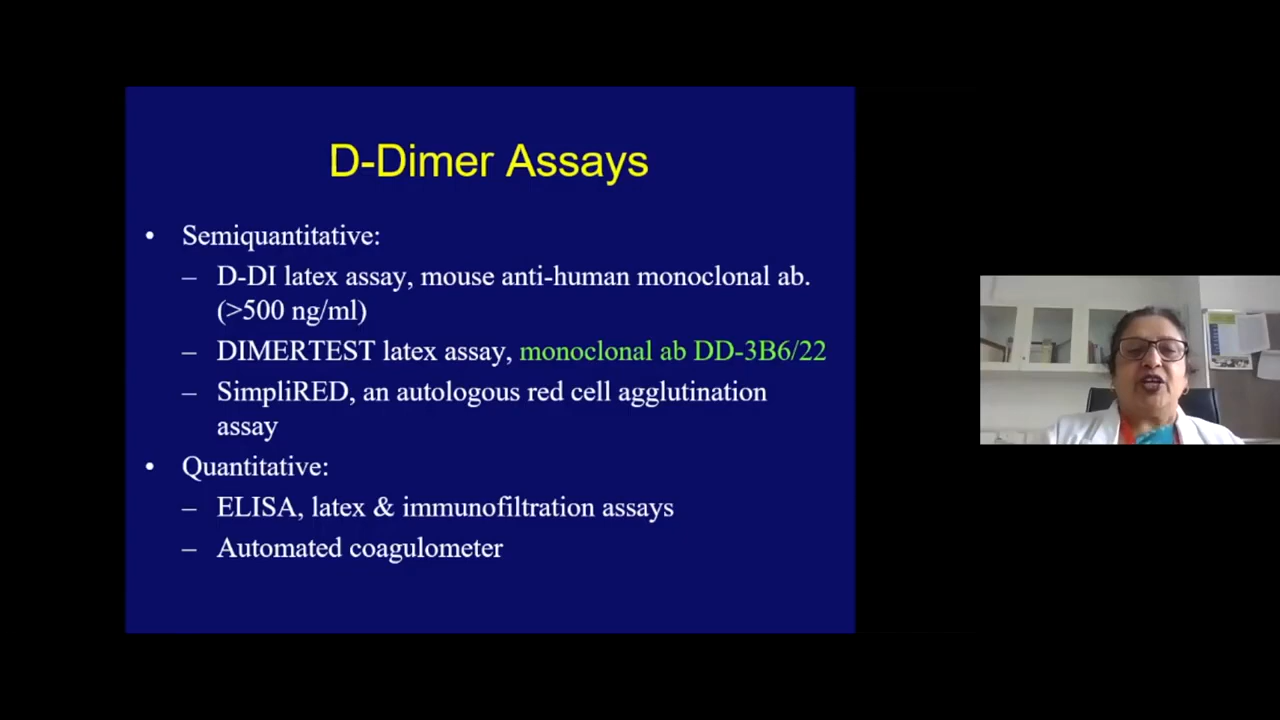 D-Dimer Assays
• Semiquantitative:
– D-DI latex assay, mouse anti-human monoclonal ab.
(>500 ng/ml)
– DIMERTEST latex assay, monoclonal ab DD-3B6/22
– SimpliRED, an autologous red cell agglutination
assay
• Quantitative:
– ELISA, latex & immunofiltration assays
– Automated coagulometer